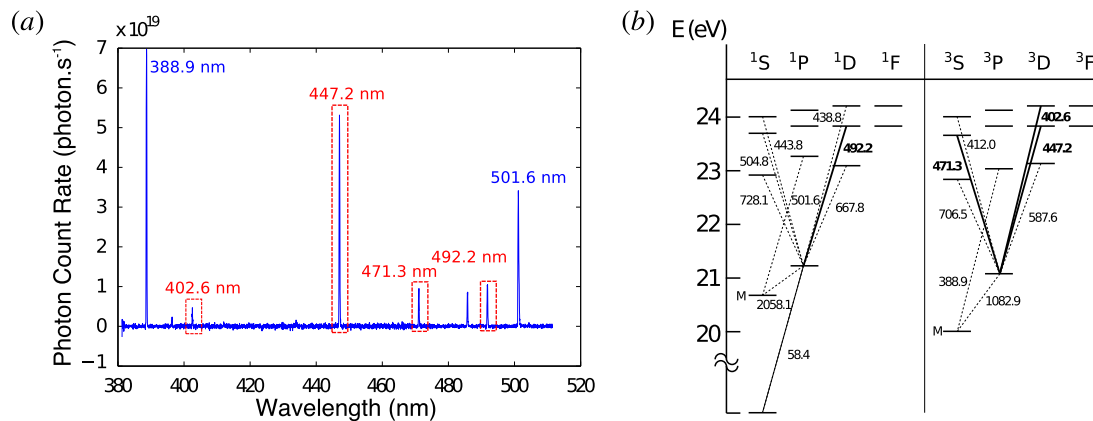 (a)
x 10¹⁹
Photon Count Rate (photon.s⁻¹)
7
6
5
4
3
2
1
0
−1
388.9 nm
402.6 nm
447.2 nm
471.3 nm
492.2 nm
501.6 nm
380 400 420 440 460 480 500 520
Wavelength (nm)
(b)
E (eV)
¹S ¹P ¹D ¹F ³S ³P ³D ³F
24
23
22
21
20
438.8
443.8
492.2
504.8
728.1
501.6
667.8
M
2058.1
58.4
402.6
412.0
447.2
471.3
706.5
587.6
388.9
1082.9
M